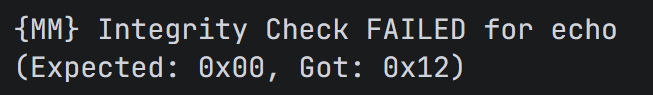 {MM} Integrity Check FAILED for echo
(Expected: 0x00, Got: 0x12)